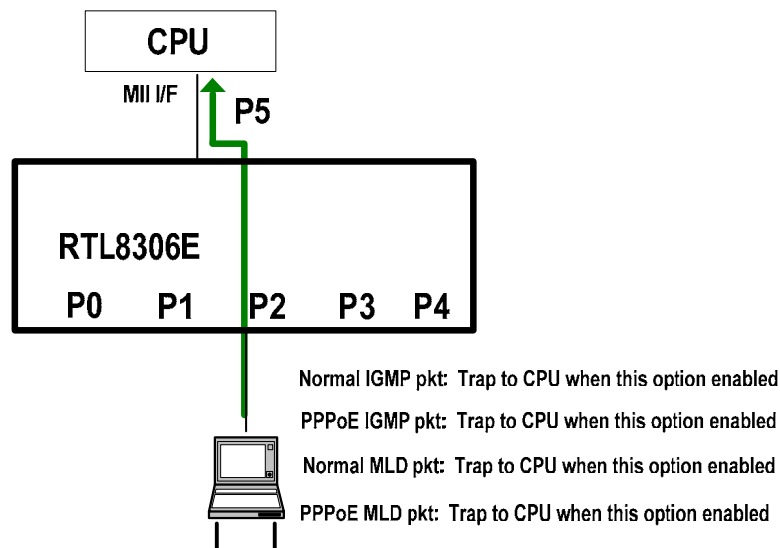 CPU
MII I/F
P5
RTL8306E
P0 P1 P2 P3 P4
Normal IGMP pkt: Trap to CPU when this option enabled
PPPoE IGMP pkt: Trap to CPU when this option enabled
Normal MLD pkt: Trap to CPU when this option enabled
PPPoE MLD pkt: Trap to CPU when this option enabled